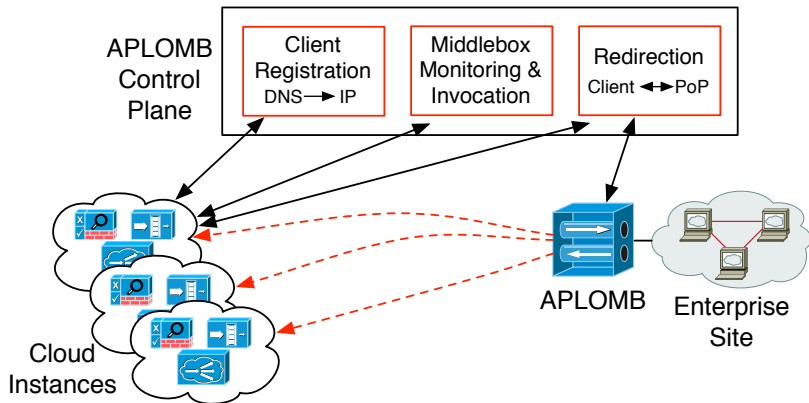 APLOMB
Control
Plane
Client
Registration
DNS IP
Middlebox
Monitoring &
Invocation
Redirection
Client PoP
APLOMB
Enterprise
Site
Cloud
Instances